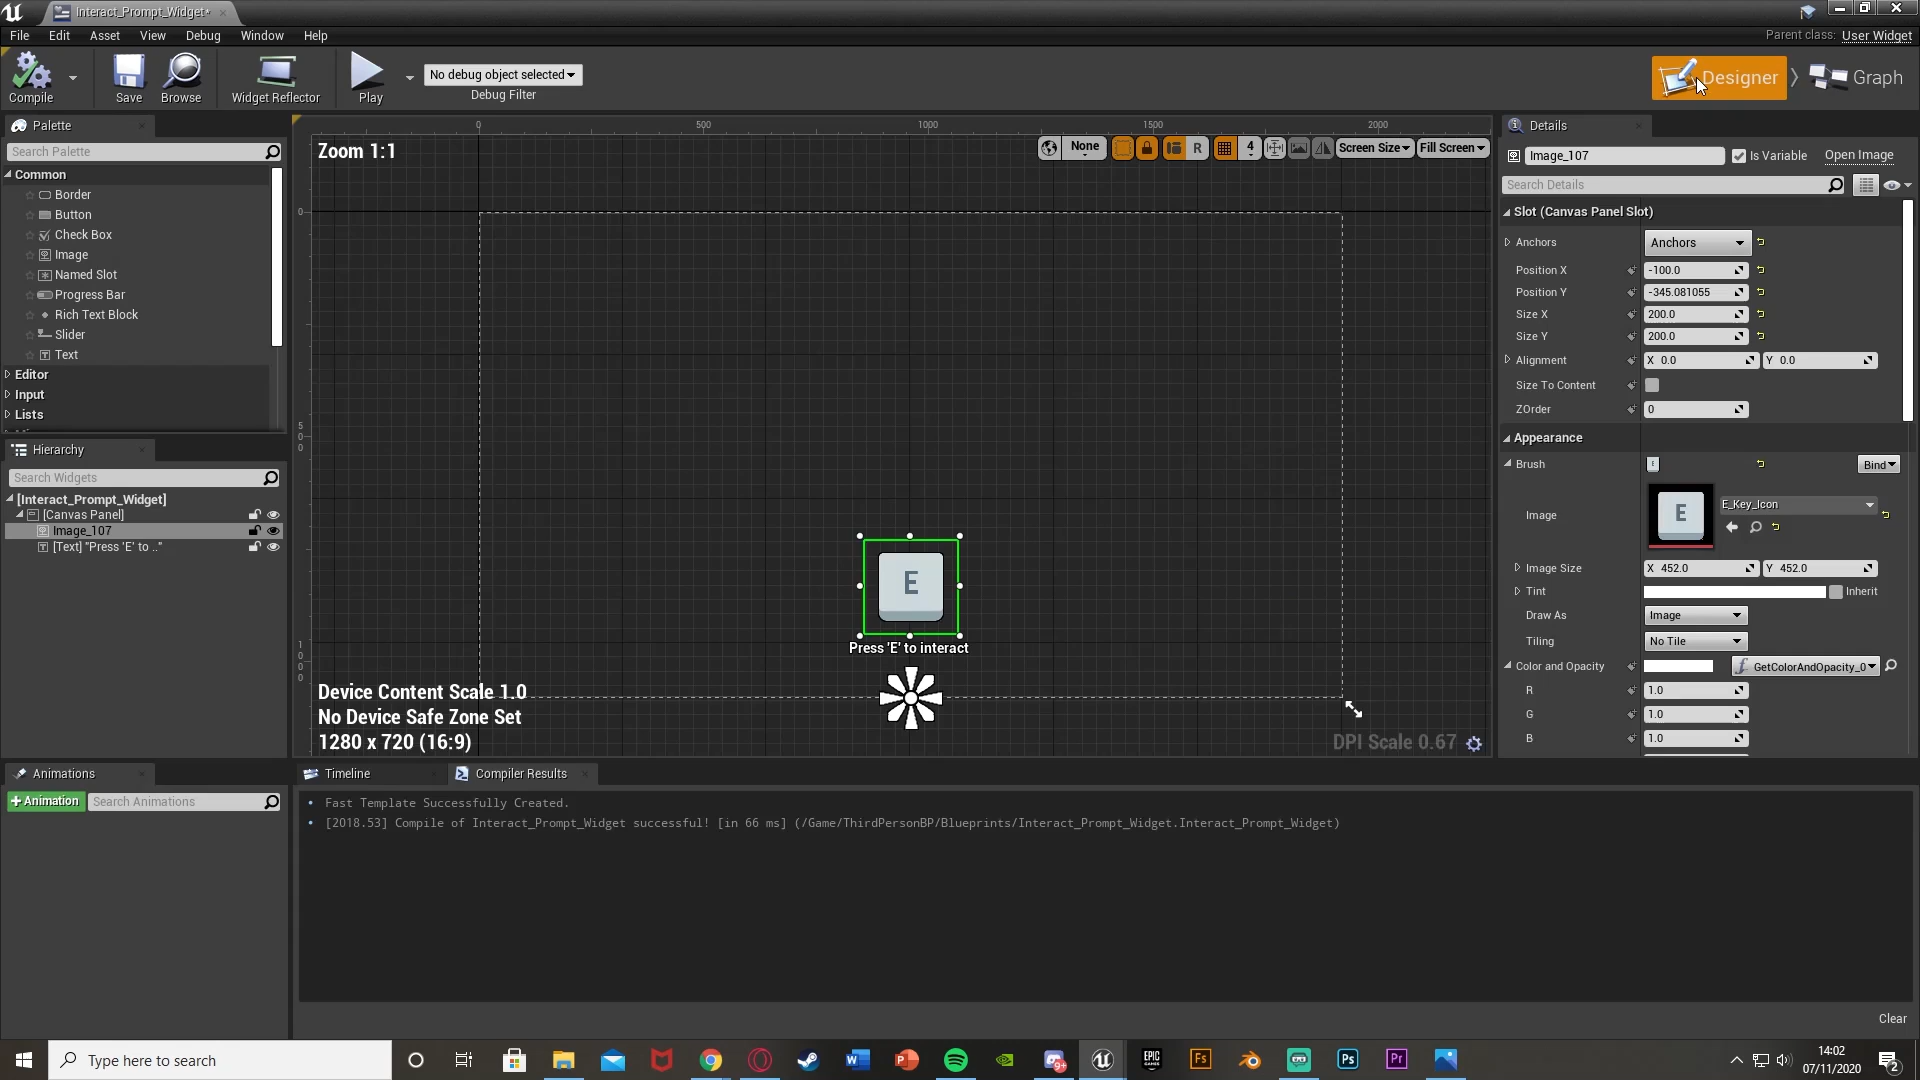 Interact_Prompt_Widget*
File Edit Asset View Debug Window Help
Parent class: User Widget
Compile Save Browse Widget Reflector Play
No debug object selected
Debug Filter
Designer Graph
Palette
Search Palette
Common
Border
Button
Check Box
Image
Named Slot
Progress Bar
Rich Text Block
Slider
Text
Editor
Input
Lists
Hierarchy
Search Widgets
[Interact_Prompt_Widget]
[Canvas Panel]
Image_107
[Text] "Press 'E' to .."
Animations
+Animation
Search Animations
0 500 1000 1500 2000
Zoom 1:1
None R 4 Screen Size Fill Screen
0
5
0
0
1
0
0
0
E
Press 'E' to interact
Device Content Scale 1.0
No Device Safe Zone Set
1280 x 720 (16:9)
DPI Scale 0.67
Details
Image_107 Is Variable Open Image
Search Details
Slot (Canvas Panel Slot)
Anchors Anchors
Position X -100.0
Position Y -345.081055
Size X 200.0
Size Y 200.0
Alignment X 0.0 Y 0.0
Size To Content
ZOrder 0
Appearance
Brush Bind
Image E E_Key_Icon
Image Size X 452.0 Y 452.0
Tint Inherit
Draw As Image
Tiling No Tile
Color and Opacity GetColorAndOpacity_0
R 1.0
G 1.0
B 1.0
Timeline Compiler Results
Fast Template Successfully Created.
[2018.53] Compile of Interact_Prompt_Widget successful! [in 66 ms] (/Game/ThirdPersonBP/Blueprints/Interact_Prompt_Widget.Interact_Prompt_Widget)
Clear
Type here to search
14:02
07/11/2020
2